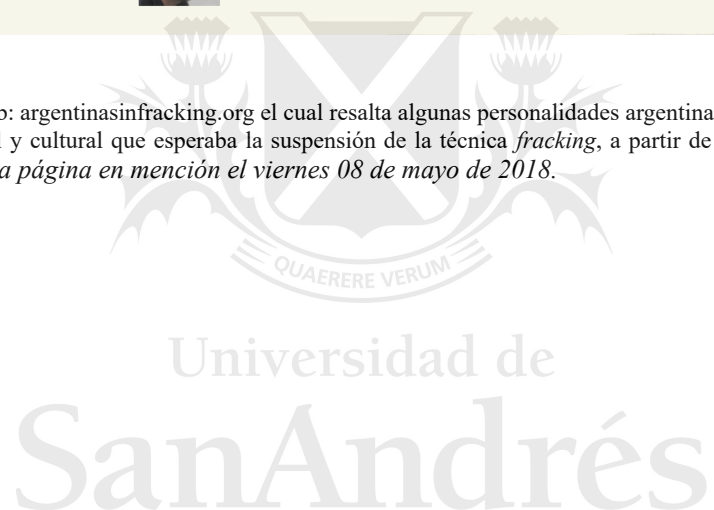 b: argentinasinfracking.org el cual resalta algunas personalidades argentina
l y cultural que esperaba la suspensión de la técnica fracking, a partir de
a página en mención el viernes 08 de mayo de 2018.
QUAERERE VERUM
Universidad de
SanAndrés